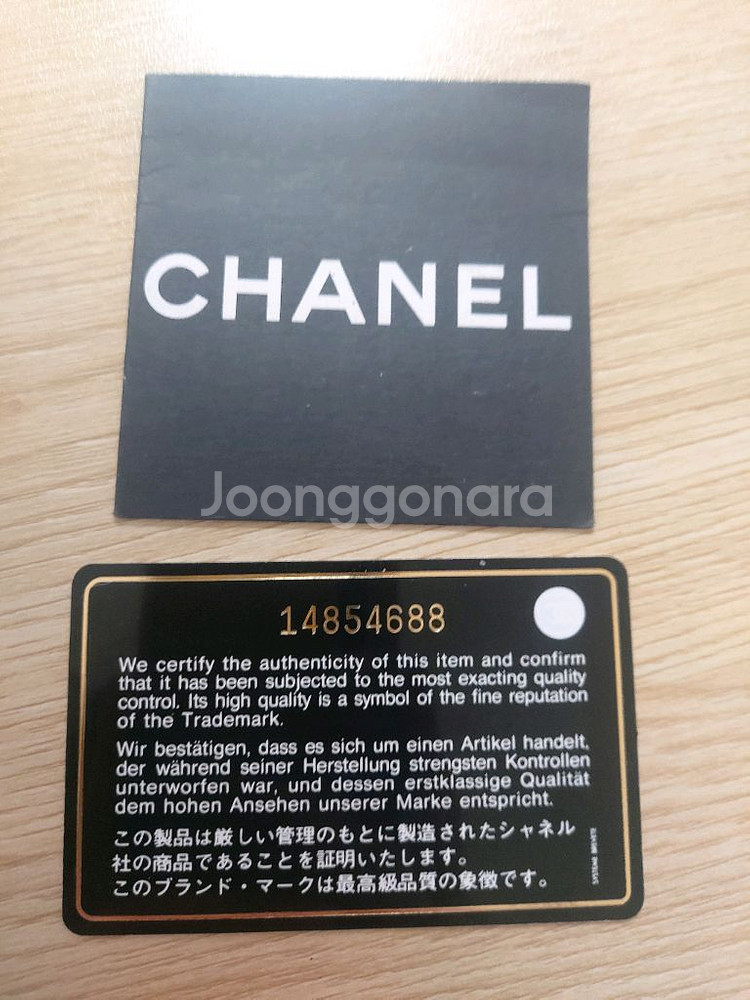 CHANEL
Joonggonara
14854688
We certify the authenticity of this item and confirm
that it has been subjected to the most exacting quality
control. Its high quality is a symbol of the fine reputation
of the Trademark.
Wir bestätigen, dass es sich um einen Artikel handelt,
der während seiner Herstellung strengsten Kontrollen
unterworfen war, und dessen erstklassige Qualität
dem hohen Ansehen unserer Marke entspricht.
この製品は厳しい管理のもとに製造されたシャネル
社の商品であることを証明いたします。
このブランド・マークは最高級品質の象徴です。
SYSTEME BREVETE